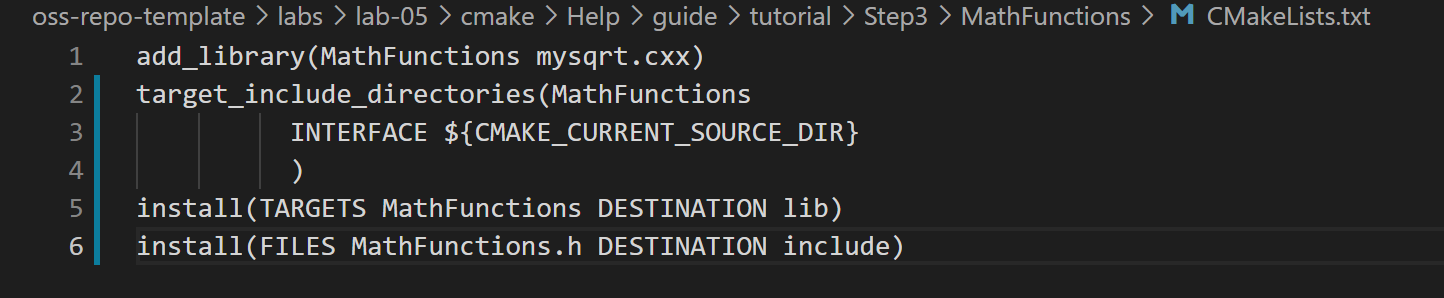 oss-repo-template > labs > lab-05 > cmake > Help > guide > tutorial > Step3 > MathFunctions > M CMakeLists.txt
1 add_library(MathFunctions mysqrt.cxx)
2 target_include_directories(MathFunctions
3 INTERFACE ${CMAKE_CURRENT_SOURCE_DIR}
4 )
5 install(TARGETS MathFunctions DESTINATION lib)
6 install(FILES MathFunctions.h DESTINATION include)